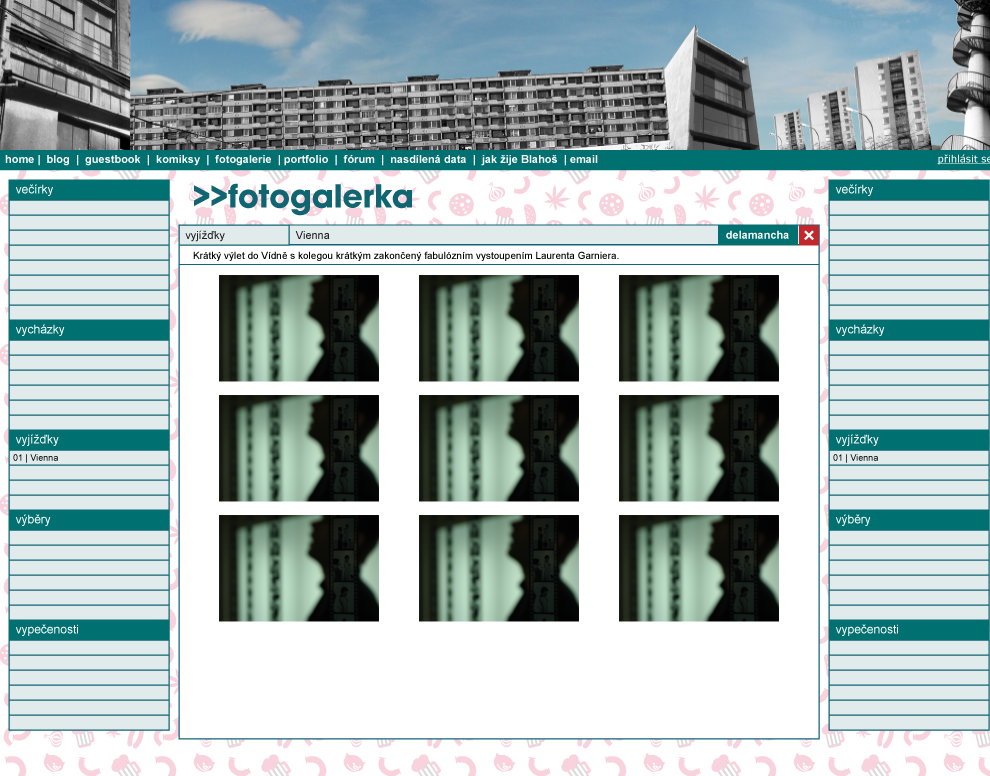 home | blog | guestbook | komiksy | fotogalerie | portfolio | fórum | nasdílená data | jak žije Blahoš | email
přihlásit se
večírky
vycházky
vyjížďky
01 | Vienna
výběry
vypečenosti
>>fotogalerka
vyjížďky
Vienna
delamancha
Krátký výlet do Vídně s kolegou krátkým zakončený fabulózním vystoupením Laurenta Garniera.
večírky
vycházky
vyjížďky
01 | Vienna
výběry
vypečenosti